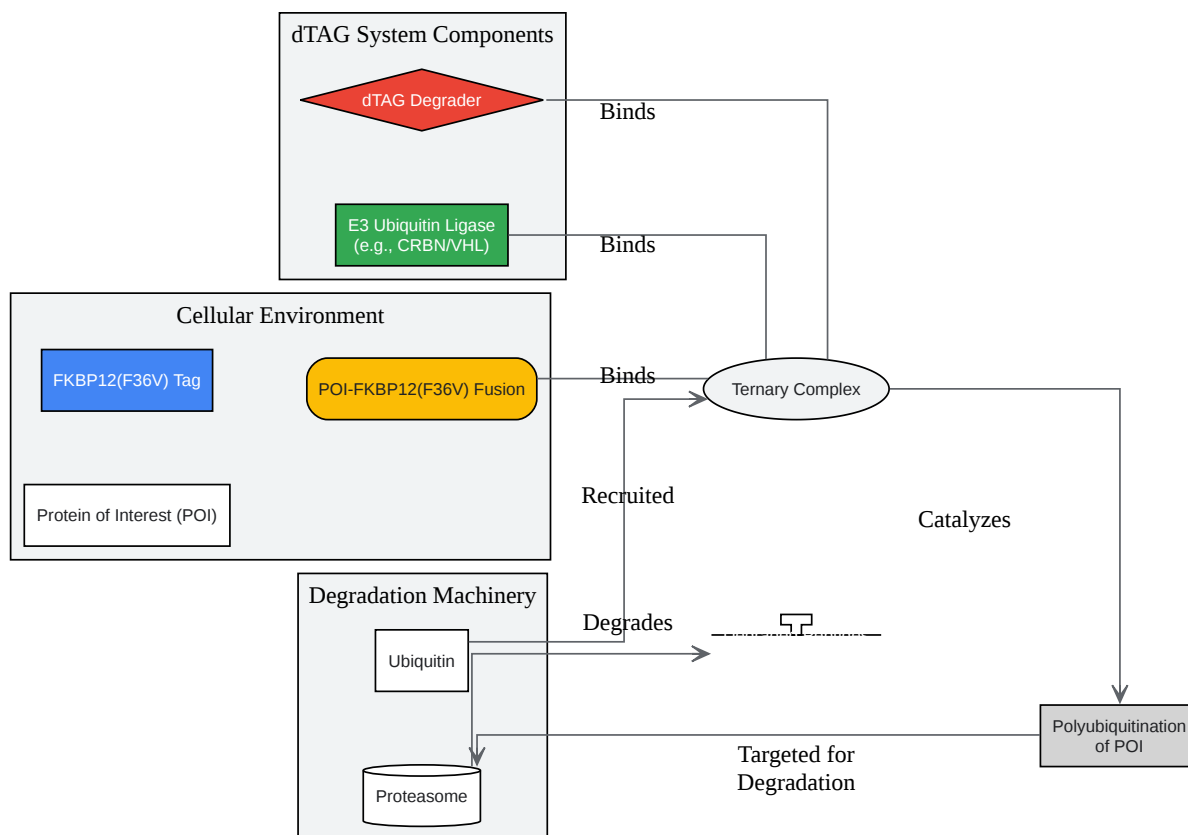 dTAG System Components
dTAG Degrader
Binds
E3 Ubiquitin Ligase
(e.g., CRBN/VHL)
Binds
Cellular Environment
FKBP12(F36V) Tag
POI-FKBP12(F36V) Fusion
Binds
Ternary Complex
Protein of Interest (POI)
Recruited
Catalyzes
Degradation Machinery
Degrades
Ubiquitin
Polyubiquitination
of POI
Targeted for
Degradation
Proteasome